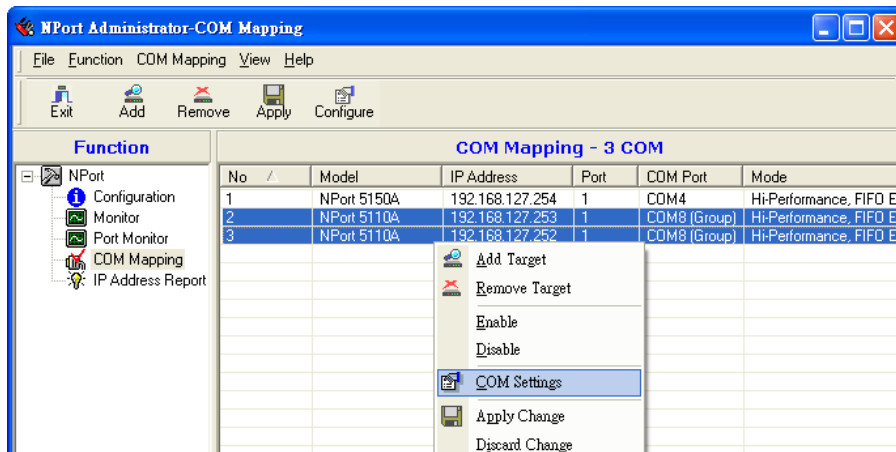 NPort Administrator-COM Mapping
File Function COM Mapping View Help
Exit Add Remove Apply Configure
Function
COM Mapping - 3 COM
NPort
Configuration
Monitor
Port Monitor
COM Mapping
IP Address Report
No Model IP Address Port COM Port Mode
1 NPort 5150A 192.168.127.254 1 COM4 Hi-Performance, FIFO E
2 NPort 5110A 192.168.127.253 1 COM8 (Group) Hi-Performance, FIFO E
3 NPort 5110A 192.168.127.252 1 COM8 (Group) Hi-Performance, FIFO E
Add Target
Remove Target
Enable
Disable
COM Settings
Apply Change
Discard Change